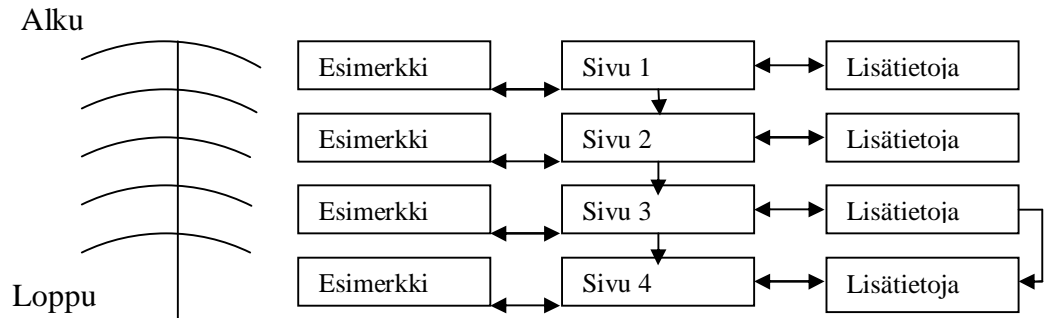 Alku
Esimerkki Sivu 1 Lisätietoja
Esimerkki Sivu 2 Lisätietoja
Esimerkki Sivu 3 Lisätietoja
Esimerkki Sivu 4 Lisätietoja
Loppu